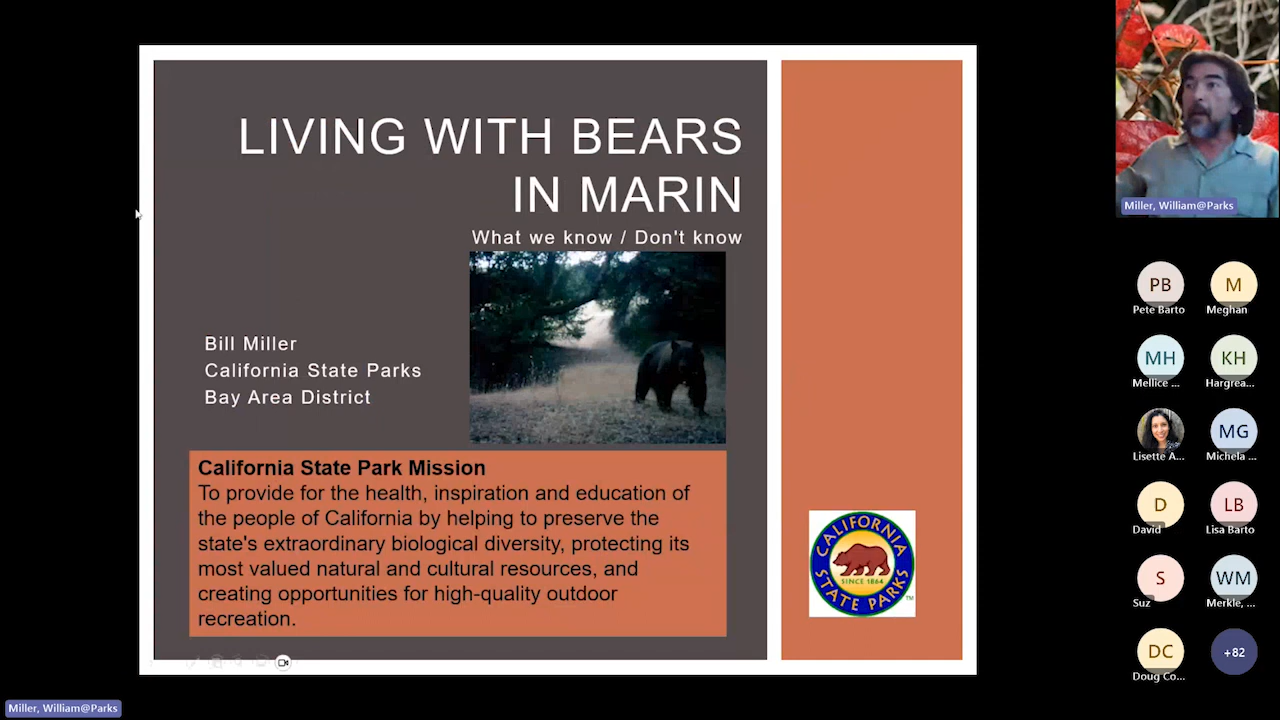 LIVING WITH BEARS
IN MARIN
What we know / Don't know
Bill Miller
California State Parks
Bay Area District
California State Park Mission
To provide for the health, inspiration and education of
the people of California by helping to preserve the
state's extraordinary biological diversity, protecting its
most valued natural and cultural resources, and
creating opportunities for high-quality outdoor
recreation.
CALIFORNIA
SINCE 1864
STATE PARKS
TM
Miller, William@Parks
PB
Pete Barto
M
Meghan
MH
Mellice ...
KH
Hargrea...
Lisette A...
MG
Michela ...
D
David
LB
Lisa Barto
S
Suz
WM
Merkle, ...
DC
Doug Co...
+82
Miller, William@Parks